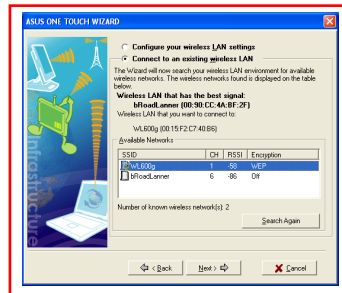 ASUS ONE TOUCH WIZARD
Configure your wireless LAN settings
Connect to an existing wireless LAN
The Wizard will now search your wireless LAN environment for available
wireless networks. The wireless networks found is displayed on the table
below.
Wireless LAN that has the best signal:
bRoadLanner (00:90:CC:4A:BF:2F)
Wireless LAN that you want to connect to:
WL600g (00:15:F2:C7:40:B6)
Available Networks
SSID CH RSSI Encryption
WL600g 1 -58 WEP
bRoadLanner 6 -86 Off
Number of known wireless network(s): 2
Search Again
Infrastructure
< Back Next > Cancel